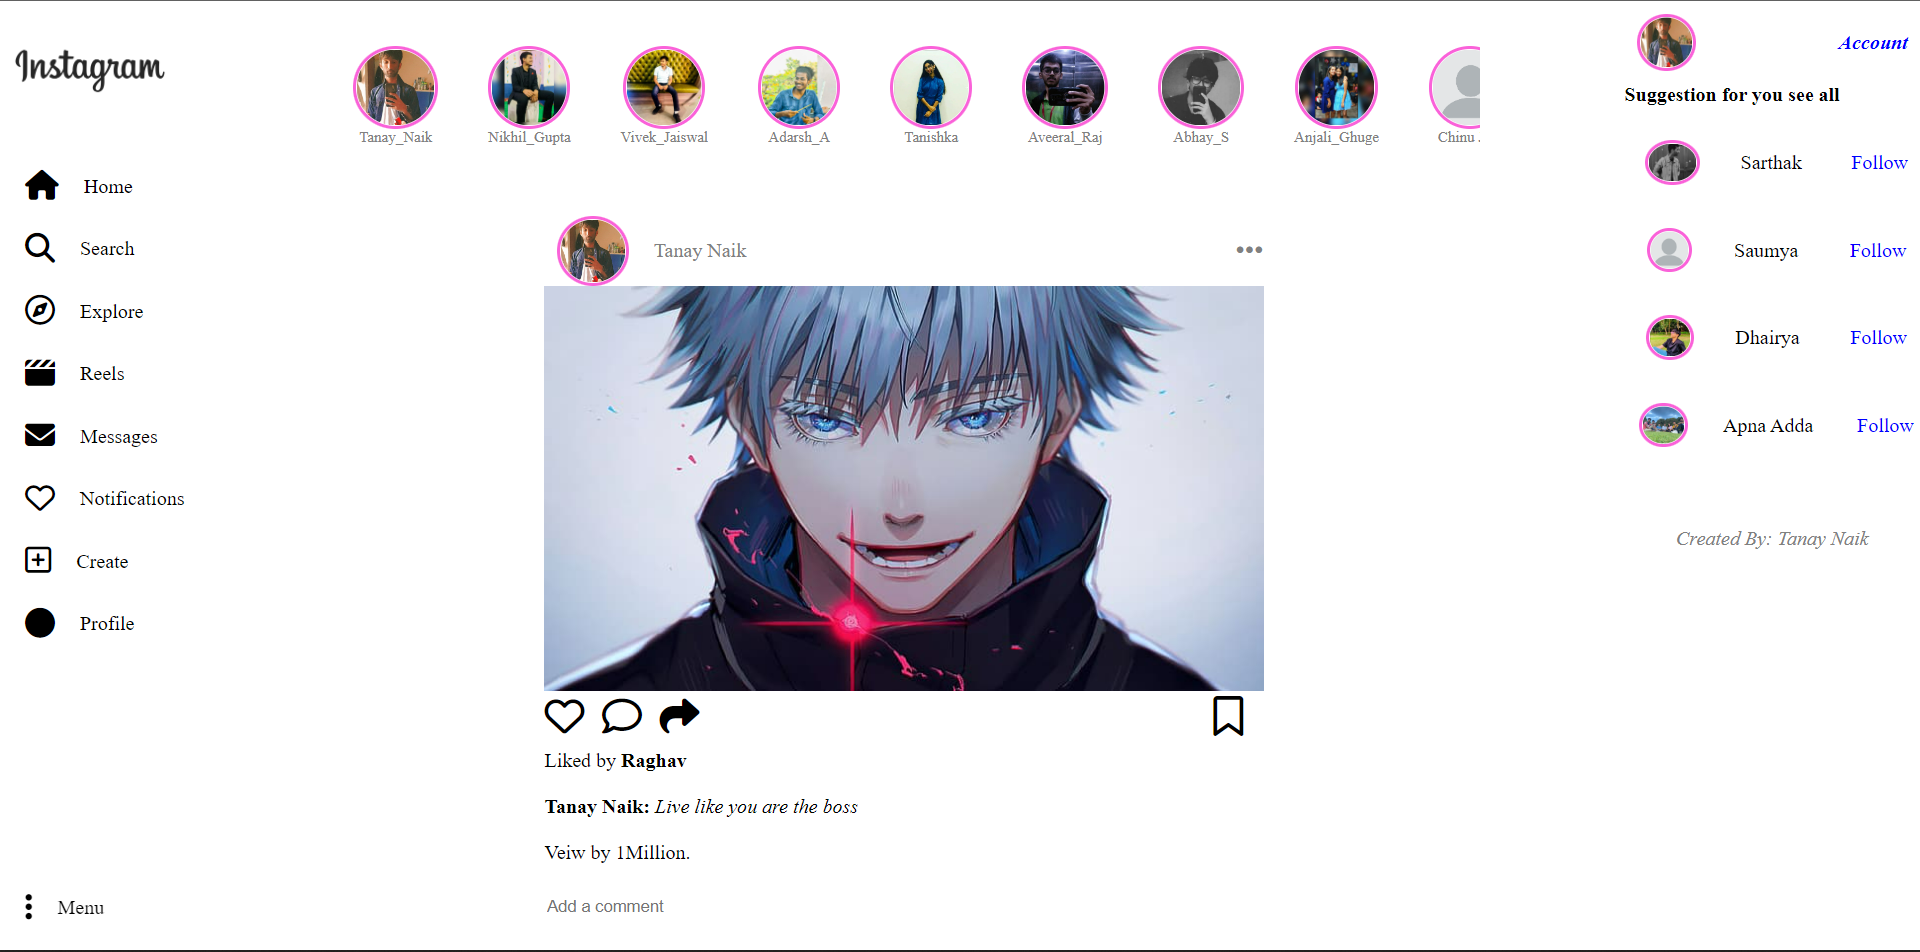 Instagram
Home
Search
Explore
Reels
Messages
Notifications
Create
Profile
Menu
Tanay_Naik Nikhil_Gupta Vivek_Jaiswal Adarsh_A Tanishka Aveeral_Raj Abhay_S Anjali_Ghuge Chinu
Tanay Naik
Liked by Raghav
Tanay Naik: Live like you are the boss
Veiw by 1Million.
Add a comment
Account
Suggestion for you see all
Sarthak Follow
Saumya Follow
Dhairya Follow
Apna Adda Follow
Created By: Tanay Naik